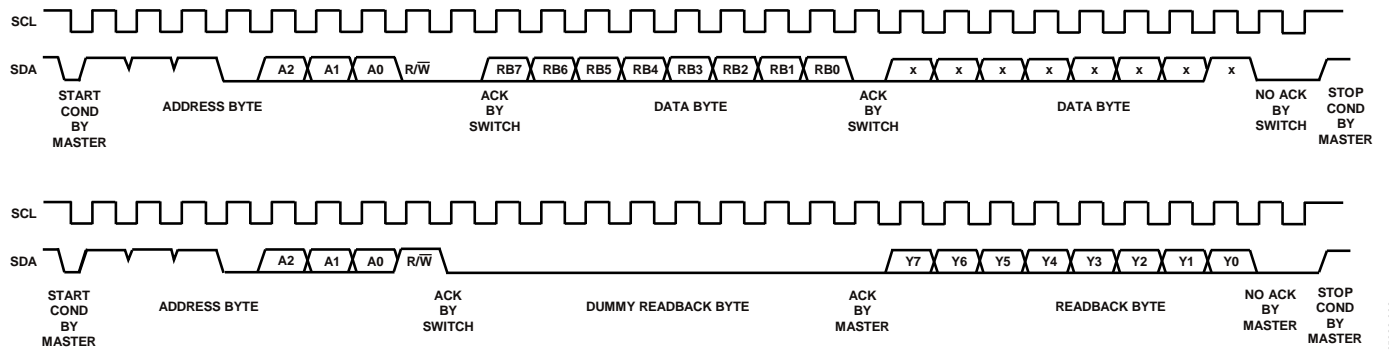 SCL
SDA A2 A1 A0 R/W̅ RB7 RB6 RB5 RB4 RB3 RB2 RB1 RB0 x x x x x x x x
START COND BY MASTER
ADDRESS BYTE
ACK BY SWITCH
DATA BYTE
ACK BY SWITCH
DATA BYTE
NO ACK BY SWITCH
STOP COND BY MASTER
SCL
SDA A2 A1 A0 R/W̅ Y7 Y6 Y5 Y4 Y3 Y2 Y1 Y0
START COND BY MASTER
ADDRESS BYTE
ACK BY SWITCH
DUMMY READBACK BYTE
ACK BY MASTER
READBACK BYTE
NO ACK BY MASTER
STOP COND BY MASTER